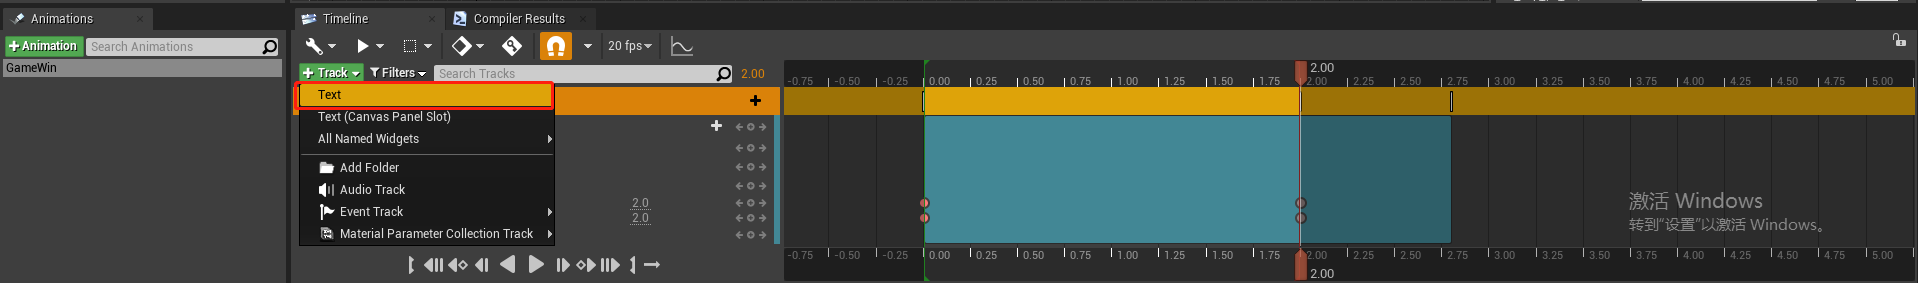 Animations
Timeline
Compiler Results
+ Animation
Search Animations
20 fps
GameWin
+ Track
Filters
Search Tracks
2.00
2.00
-0.75 -0.50 -0.25 0.00 0.25 0.50 0.75 1.00 1.25 1.50 1.75 2.00 2.25 2.50 2.75 3.00 3.25 3.50 3.75 4.00 4.25 4.50 4.75 5.00
Text
Text (Canvas Panel Slot)
All Named Widgets
Add Folder
Audio Track
Event Track
Material Parameter Collection Track
2.0
2.0
激活 Windows
转到“设置”以激活 Windows。
-0.75 -0.50 -0.25 0.00 0.25 0.50 0.75 1.00 1.25 1.50 1.75 2.00 2.25 2.50 2.75 3.00 3.25 3.50 3.75 4.00 4.25 4.50 4.75 5.00
2.00